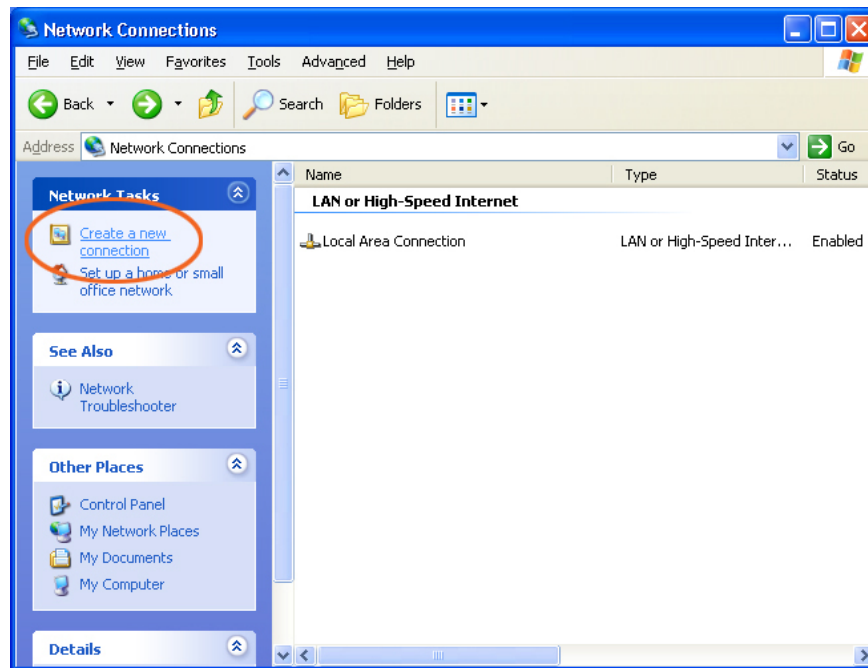 Network Connections
File Edit View Favorites Tools Advanced Help
Back Search Folders
Address Network Connections Go
Network Tasks
Create a new
connection
Set up a home or small
office network
See Also
Network
Troubleshooter
Other Places
Control Panel
My Network Places
My Documents
My Computer
Details
Name Type Status
LAN or High-Speed Internet
Local Area Connection LAN or High-Speed Inter... Enabled